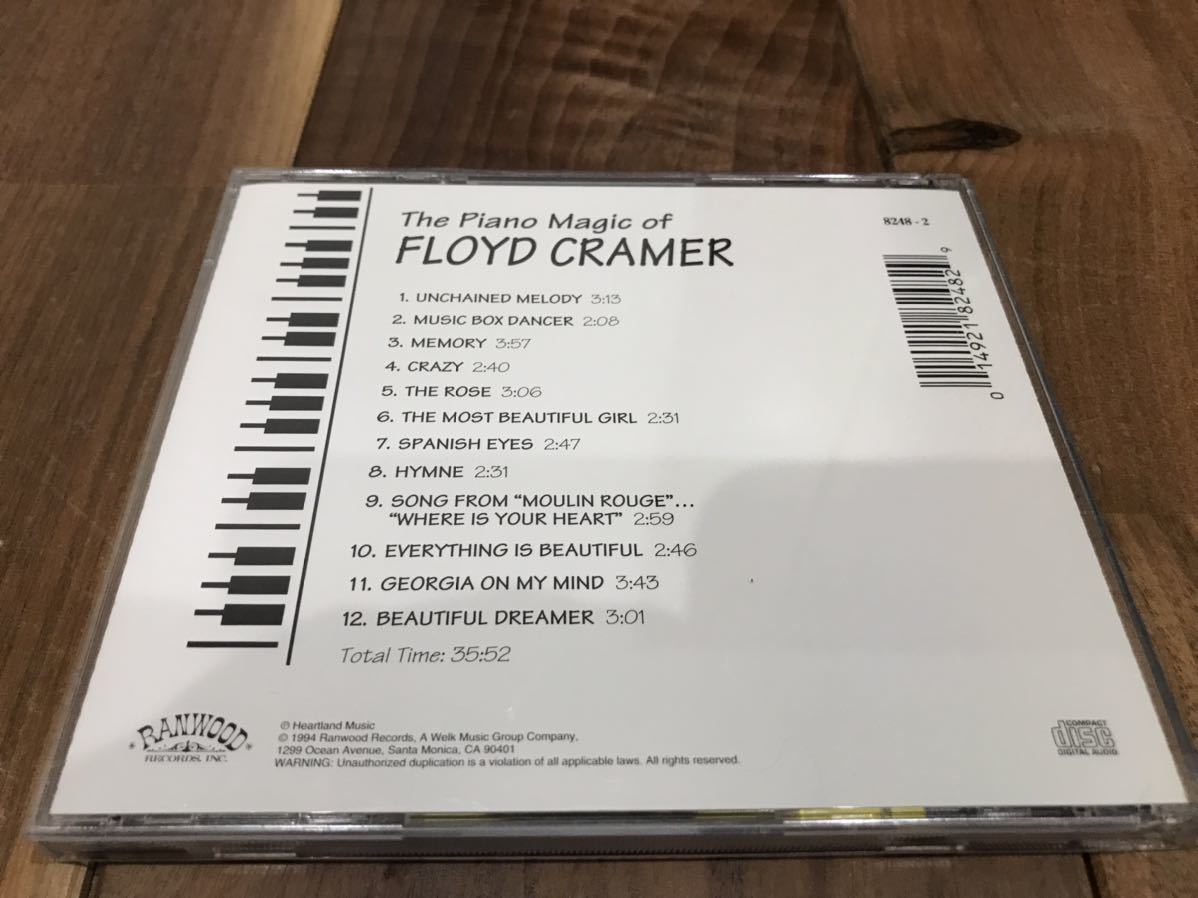 The Piano Magic of
FLOYD CRAMER
8248-2
1. UNCHAINED MELODY 3:13
2. MUSIC BOX DANCER 2:08
3. MEMORY 3:57
4. CRAZY 2:40
5. THE ROSE 3:06
6. THE MOST BEAUTIFUL GIRL 2:31
7. SPANISH EYES 2:47
8. HYMNE 2:31
9. SONG FROM “MOULIN ROUGE”...
“WHERE IS YOUR HEART” 2:59
10. EVERYTHING IS BEAUTIFUL 2:46
11. GEORGIA ON MY MIND 3:43
12. BEAUTIFUL DREAMER 3:01
Total Time: 35:52
0 14921 82482 9
RANWOOD
RECORDS, INC.
℗ Heartland Music
© 1994 Ranwood Records, A Welk Music Group Company,
1299 Ocean Avenue, Santa Monica, CA 90401
WARNING: Unauthorized duplication is a violation of all applicable laws. All rights reserved.
COMPACT
disc
DIGITAL AUDIO